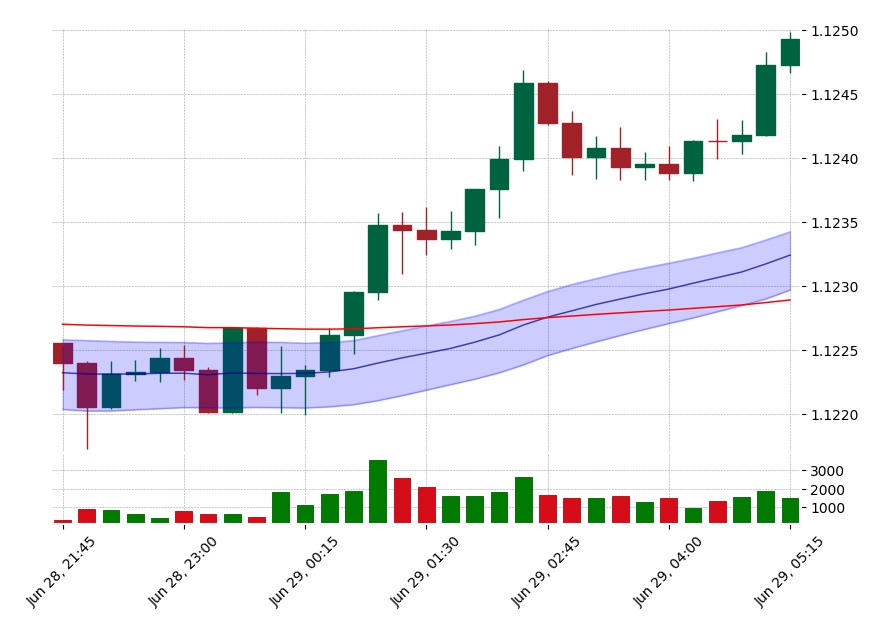 1.1250
1.1245
1.1240
1.1235
1.1230
1.1225
1.1220
3000
2000
1000
Jun 28, 21:45
Jun 28, 23:00
Jun 29, 00:15
Jun 29, 01:30
Jun 29, 02:45
Jun 29, 04:00
Jun 29, 05:15